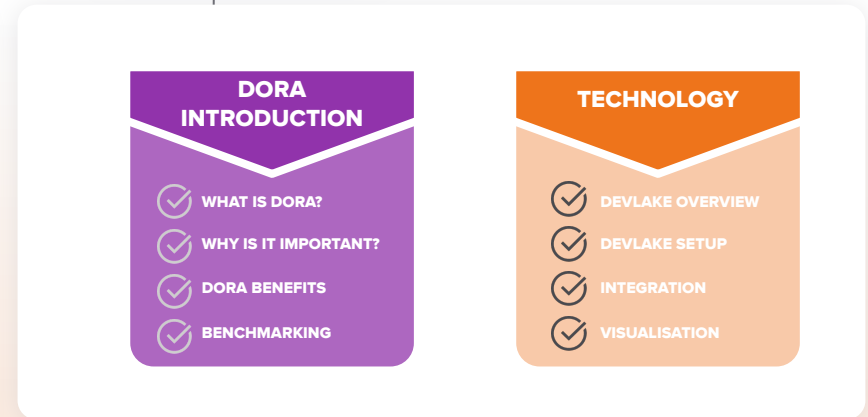 DORA
INTRODUCTION
WHAT IS DORA?
WHY IS IT IMPORTANT?
DORA BENEFITS
BENCHMARKING
TECHNOLOGY
DEVLAKE OVERVIEW
DEVLAKE SETUP
INTEGRATION
VISUALISATION